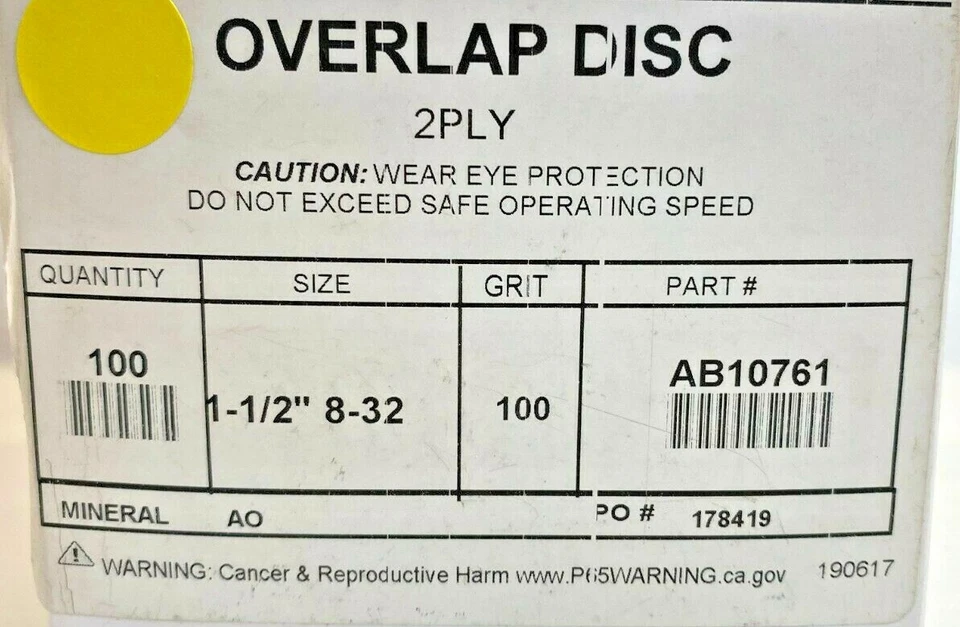 OVERLAP DISC
2PLY
CAUTION: WEAR EYE PROTECTION
DO NOT EXCEED SAFE OPERATING SPEED
QUANTITY SIZE GRIT PART #
100 1-1/2" 8-32 100 AB10761
MINERAL AO PO # 178419
WARNING: Cancer & Reproductive Harm www.P65WARNING.ca.gov 190617